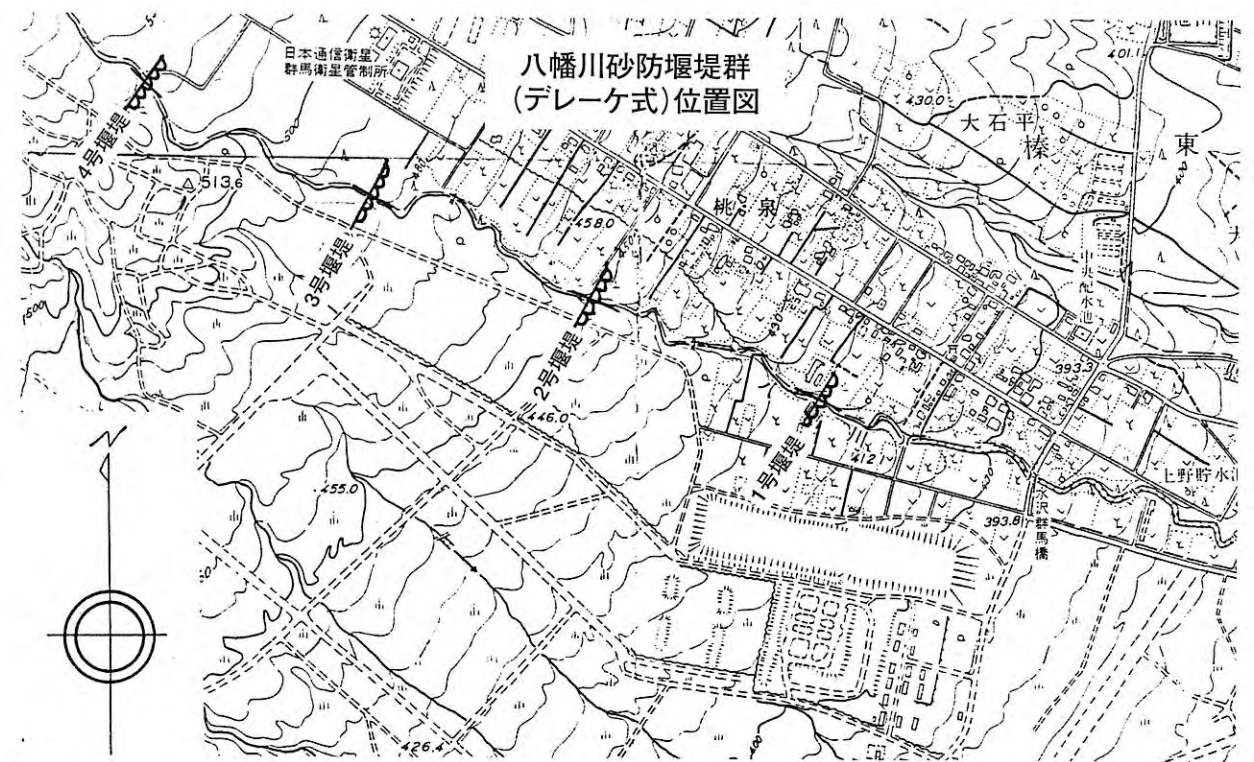 八幡川砂防堰堤群
(デレーケ式)位置図
日本通信衛星
群馬衛星管制所
4号堰堤
3号堰堤
2号堰堤
1号堰堤
513.6
500
500
458.0
桃泉
430.0
大石平
榛
東
401.1
中央配水池
393.3
上野貯水
446.0
412
393.8
水沢群馬橋
455.0
426.4
400
N